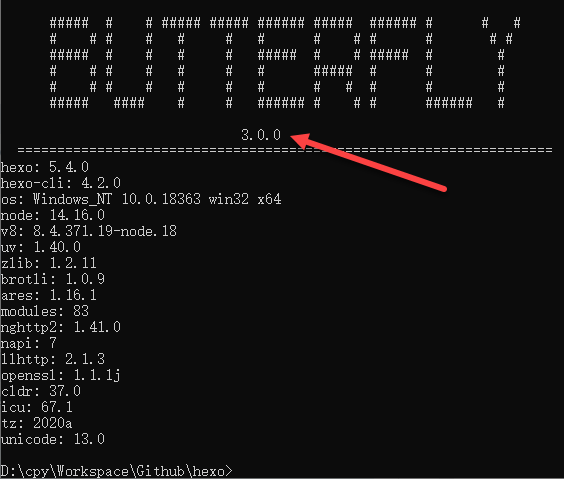 BUTTERFLY
3.0.0
===================================================================
hexo: 5.4.0
hexo-cli: 4.2.0
os: Windows_NT 10.0.18363 win32 x64
node: 14.16.0
v8: 8.4.371.19-node.18
uv: 1.40.0
zlib: 1.2.11
brotli: 1.0.9
ares: 1.16.1
modules: 83
nghttp2: 1.41.0
napi: 7
llhttp: 2.1.3
openssl: 1.1.1j
cldr: 37.0
icu: 67.1
tz: 2020a
unicode: 13.0
D:\cpy\Workspace\Github\hexo>